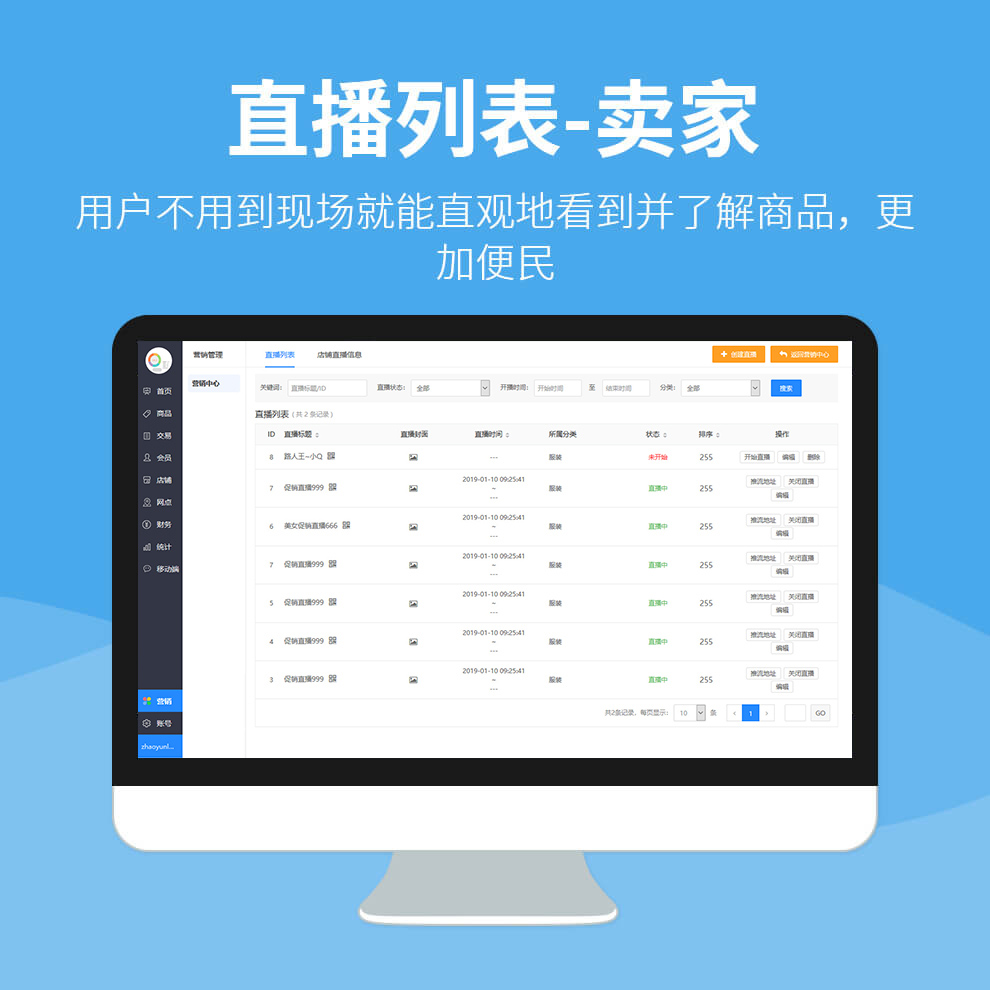 直播列表-卖家
用户不用到现场就能直观地看到并了解商品，更
加便民
营销管理
直播列表 店铺直播信息
创建直播 返回营销中心
营销中心
关键词: 直播标题/ID 直播状态: 全部 开播时间: 开始时间 至 结束时间 分类: 全部 搜索
首页
商品
交易
会员
店铺
网点
财务
统计
移动端
营销
账号
zhaoyunl...
直播列表 ( 共 2 条记录 )
ID 直播标题 直播封面 直播时间 所属分类 状态 排序 操作
8 路人王~小Q --- 服装 未开始 255 开始直播 编辑 删除
7 促销直播999 2019-01-10 09:25:41 ~ --- 服装 直播中 255 推流地址 关闭直播 编辑
6 美女促销直播666 2019-01-10 09:25:41 ~ --- 服装 直播中 255 推流地址 关闭直播 编辑
7 促销直播999 2019-01-10 09:25:41 ~ --- 服装 直播中 255 推流地址 关闭直播 编辑
5 促销直播999 2019-01-10 09:25:41 ~ --- 服装 直播中 255 推流地址 关闭直播 编辑
4 促销直播999 2019-01-10 09:25:41 ~ --- 服装 直播中 255 推流地址 关闭直播 编辑
3 促销直播999 2019-01-10 09:25:41 ~ --- 服装 直播中 255 推流地址 关闭直播 编辑
共2条记录，每页显示: 10 条 ‹ 1 › GO